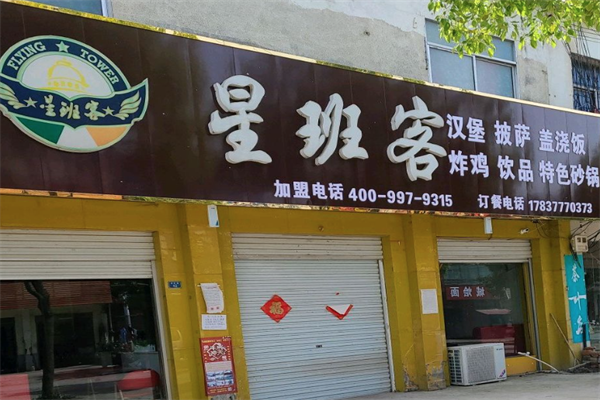 FLYING TOWER
星班客
星班客
汉堡 披萨 盖浇饭
炸鸡 饮品 特色砂锅
加盟电话 400-997-9315
订餐电话 17837770373
福